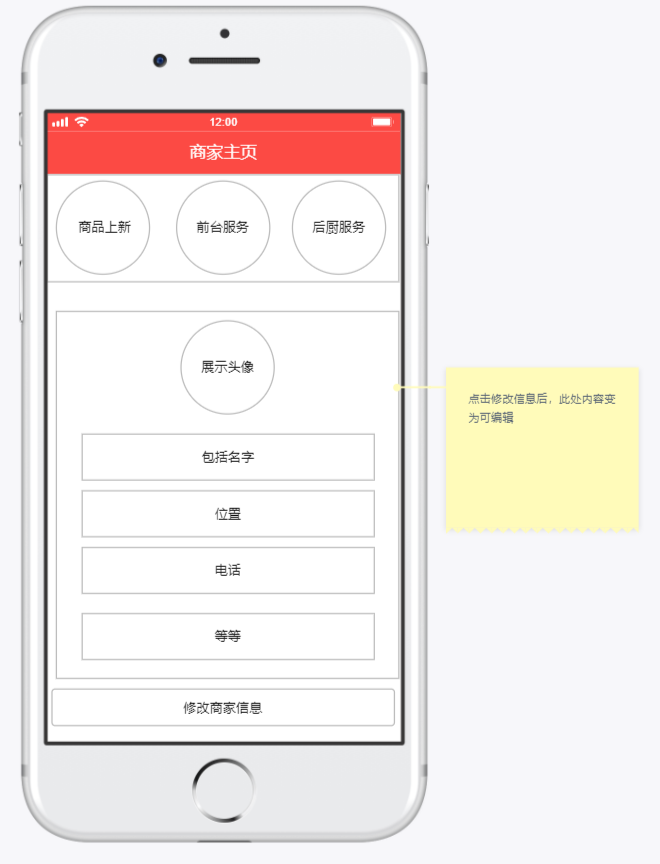 12:00
商家主页
商品上新
前台服务
后厨服务
展示头像
包括名字
位置
电话
等等
修改商家信息
点击修改信息后，此处内容变
为可编辑